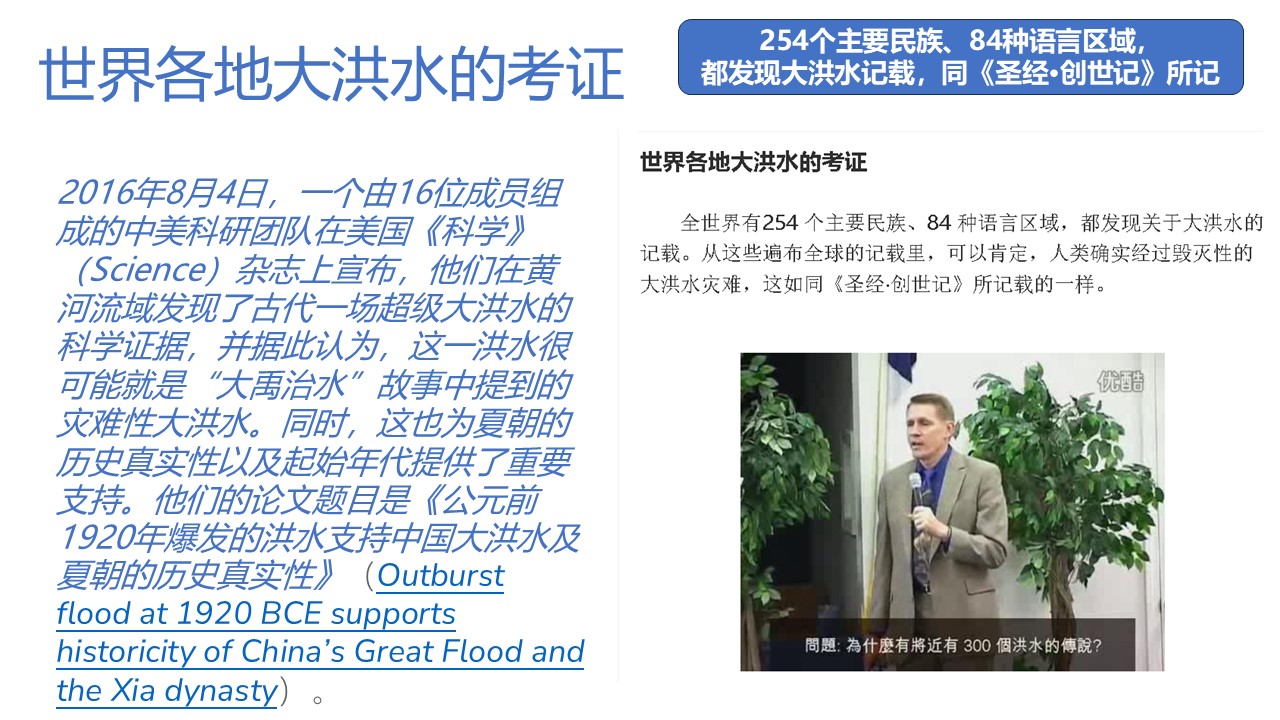 世界各地大洪水的考证
254个主要民族、84种语言区域，
都发现大洪水记载，同《圣经•创世记》所记
2016年8月4日，一个由16位成员组
成的中美科研团队在美国《科学》
（Science）杂志上宣布，他们在黄
河流域发现了古代一场超级大洪水的
科学证据，并据此认为，这一洪水很
可能就是“大禹治水”故事中提到的
灾难性大洪水。同时，这也为夏朝的
历史真实性以及起始年代提供了重要
支持。他们的论文题目是《公元前
1920年爆发的洪水支持中国大洪水及
夏朝的历史真实性》（Outburst
flood at 1920 BCE supports
historicity of China’s Great Flood and
the Xia dynasty）。
世界各地大洪水的考证
全世界有254 个主要民族、84 种语言区域，都发现关于大洪水的
记载。从这些遍布全球的记载里，可以肯定，人类确实经过毁灭性的
大洪水灾难，这如同《圣经·创世记》所记载的一样。
优酷
問題: 為什麼有將近有 300 個洪水的傳說?